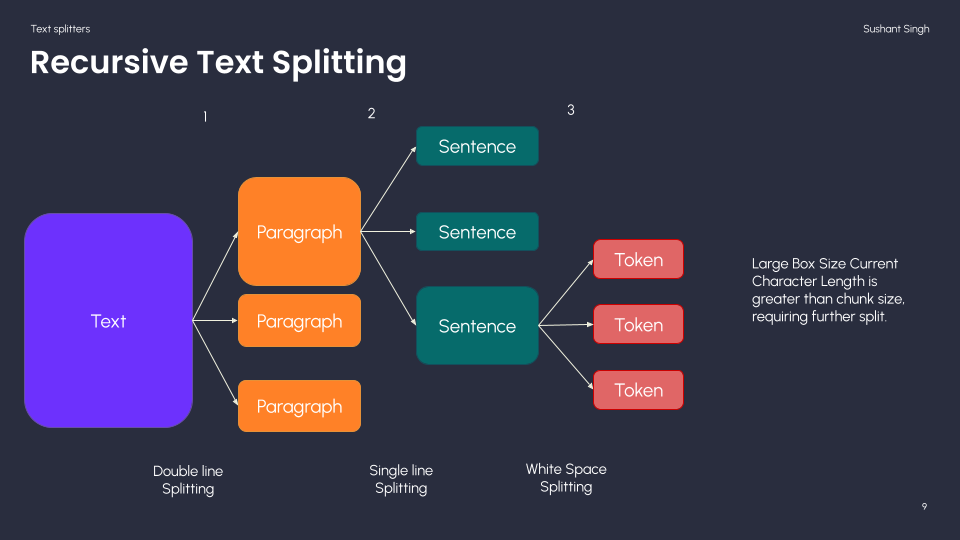 Text splitters
Sushant Singh
Recursive Text Splitting
1
2
3
Text
Paragraph
Paragraph
Paragraph
Sentence
Sentence
Sentence
Token
Token
Token
Large Box Size Current
Character Length is
greater than chunk size,
requiring further split.
Double line
Splitting
Single line
Splitting
White Space
Splitting
9